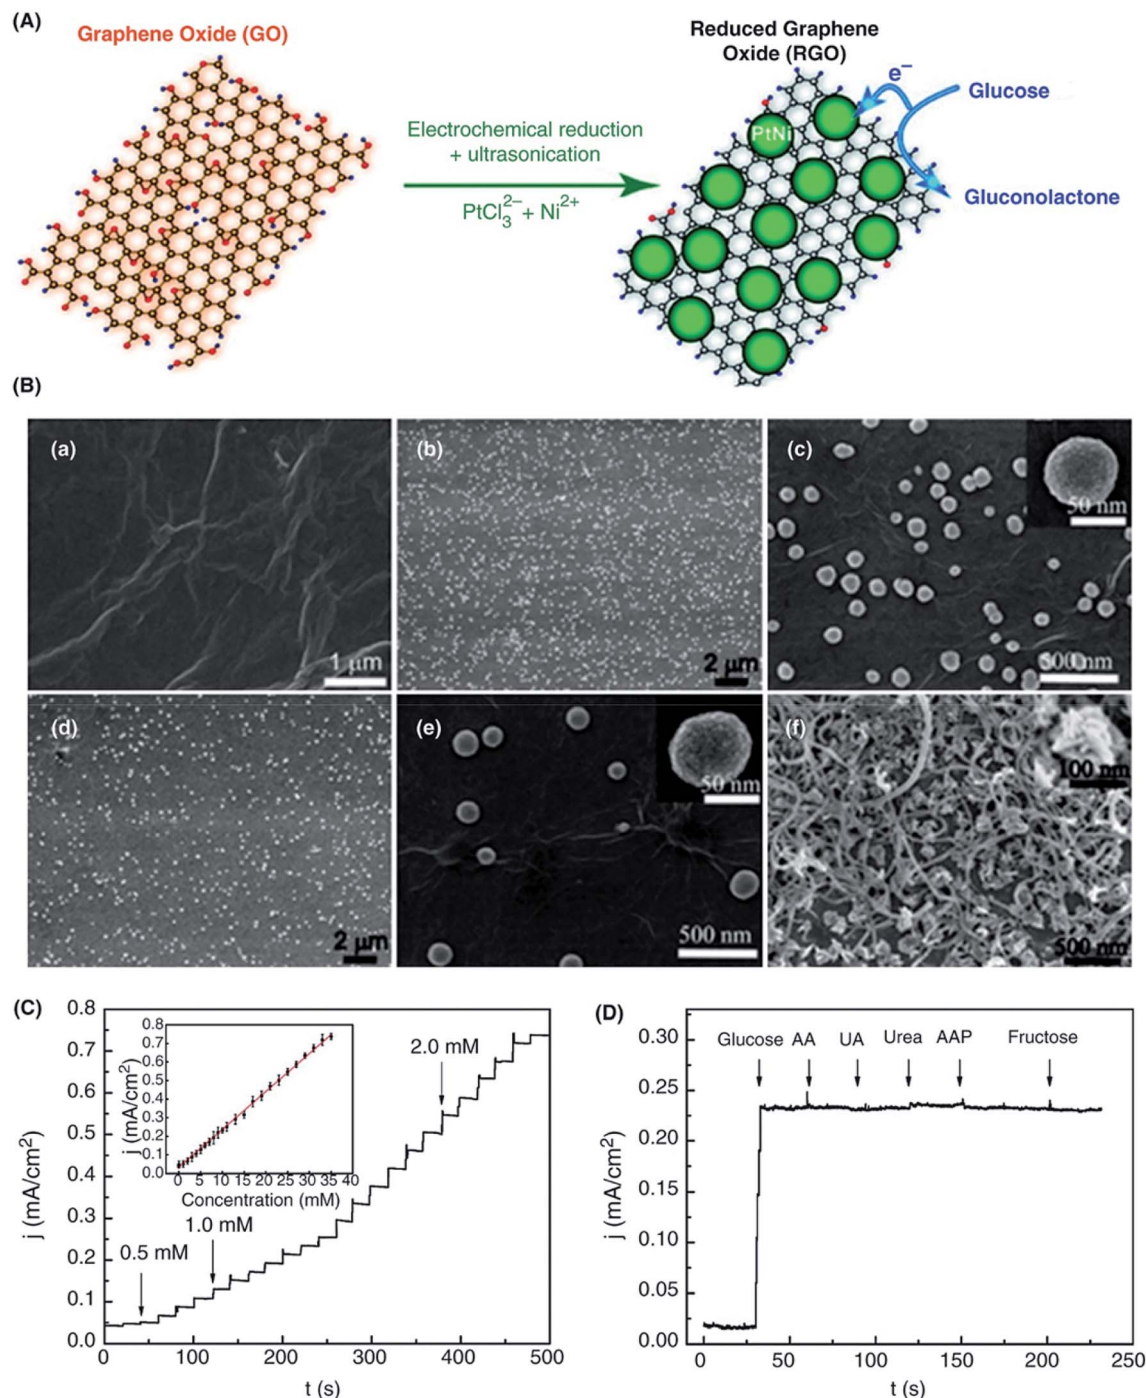 (A)
Graphene Oxide (GO)
Reduced Graphene
Oxide (RGO)
e⁻
Glucose
PtNi
Electrochemical reduction
+ ultrasonication
PtCl₃²⁻ + Ni²⁺
Gluconolactone
(B)
(a)
1 μm
(b)
2 μm
(c)
50 nm
500 nm
(d)
2 μm
(e)
50 nm
500 nm
(f)
100 nm
500 nm
(C)
0.8
0.7
0.6
0.5
0.4
0.3
0.2
0.1
0.0
j (mA/cm²)
0.8
0.7
0.6
0.5
0.4
0.3
0.2
0.1
0.0
j (mA/cm²)
0 5 10 15 20 25 30 35 40
Concentration (mM)
2.0 mM
1.0 mM
0.5 mM
0 100 200 300 400 500
t (s)
(D)
0.30
0.25
0.20
0.15
0.10
0.05
0.00
j (mA/cm²)
Glucose AA UA Urea AAP Fructose
0 50 100 150 200 250
t (s)